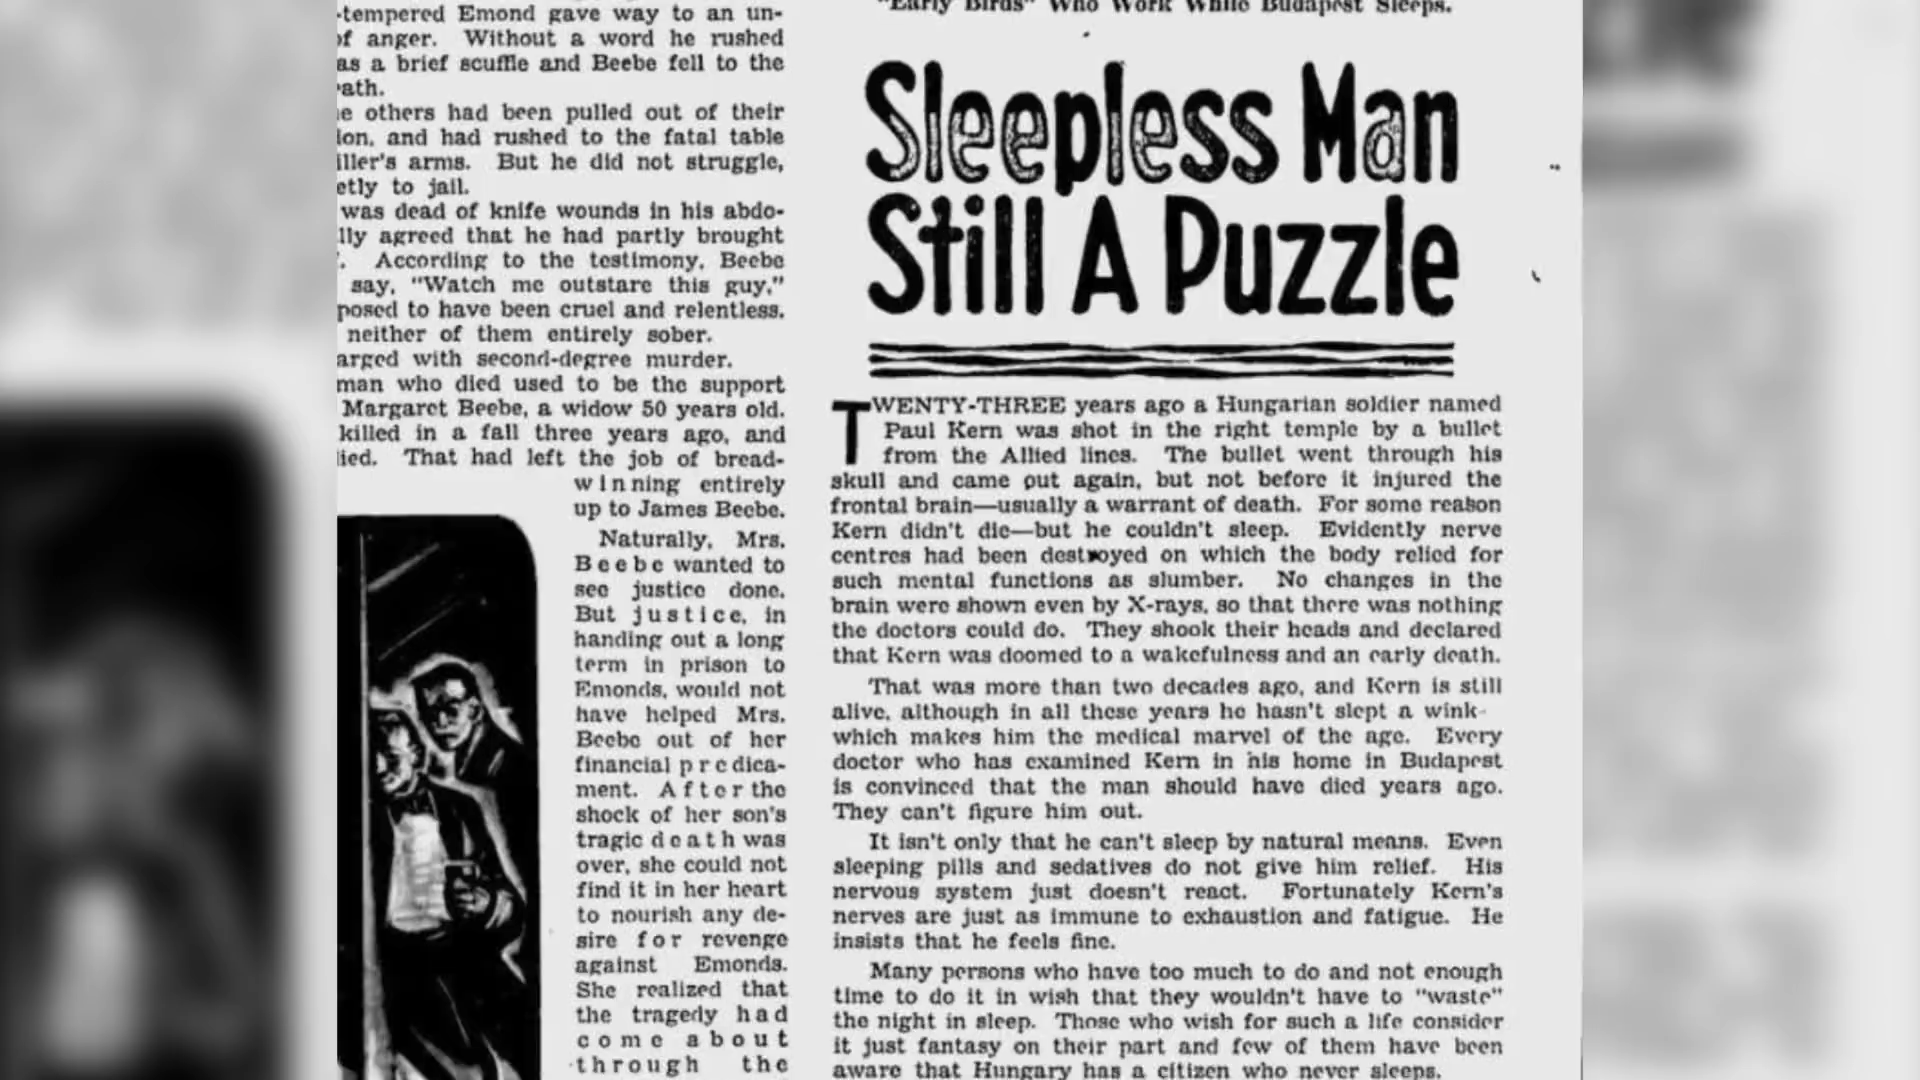 -tempered Emond gave way to an un-
of anger. Without a word he rushed
as a brief scuffle and Beebe fell to the
ath.
e others had been pulled out of their
ion, and had rushed to the fatal table
iller's arms. But he did not struggle,
etly to jail.
was dead of knife wounds in his abdo-
lly agreed that he had partly brought
. According to the testimony, Beebe
say, "Watch me outstare this guy,"
posed to have been cruel and relentless.
neither of them entirely sober.
arged with second-degree murder.
man who died used to be the support
Margaret Beebe, a widow 50 years old.
killed in a fall three years ago, and
lied. That had left the job of bread-
winning entirely
up to James Beebe.
Naturally, Mrs.
Beebe wanted to
see justice done.
But justice, in
handing out a long
term in prison to
Emonds, would not
have helped Mrs.
Beebe out of her
financial predica-
ment. After the
shock of her son's
tragic death was
over, she could not
find it in her heart
to nourish any de-
sire for revenge
against Emonds.
She realized that
the tragedy had
come about
through the
"Early Birds" Who Work While Budapest Sleeps.
Sleepless Man
Still A Puzzle
TWENTY-THREE years ago a Hungarian soldier named
Paul Kern was shot in the right temple by a bullet
from the Allied lines. The bullet went through his
skull and came out again, but not before it injured the
frontal brain—usually a warrant of death. For some reason
Kern didn't die—but he couldn't sleep. Evidently nerve
centres had been destroyed on which the body relied for
such mental functions as slumber. No changes in the
brain were shown even by X-rays, so that there was nothing
the doctors could do. They shook their heads and declared
that Kern was doomed to a wakefulness and an early death.
That was more than two decades ago, and Kern is still
alive, although in all these years he hasn't slept a wink-
which makes him the medical marvel of the age. Every
doctor who has examined Kern in his home in Budapest
is convinced that the man should have died years ago.
They can't figure him out.
It isn't only that he can't sleep by natural means. Even
sleeping pills and sedatives do not give him relief. His
nervous system just doesn't react. Fortunately Kern's
nerves are just as immune to exhaustion and fatigue. He
insists that he feels fine.
Many persons who have too much to do and not enough
time to do it in wish that they wouldn't have to "waste"
the night in sleep. Those who wish for such a life consider
it just fantasy on their part and few of them have been
aware that Hungary has a citizen who never sleeps.